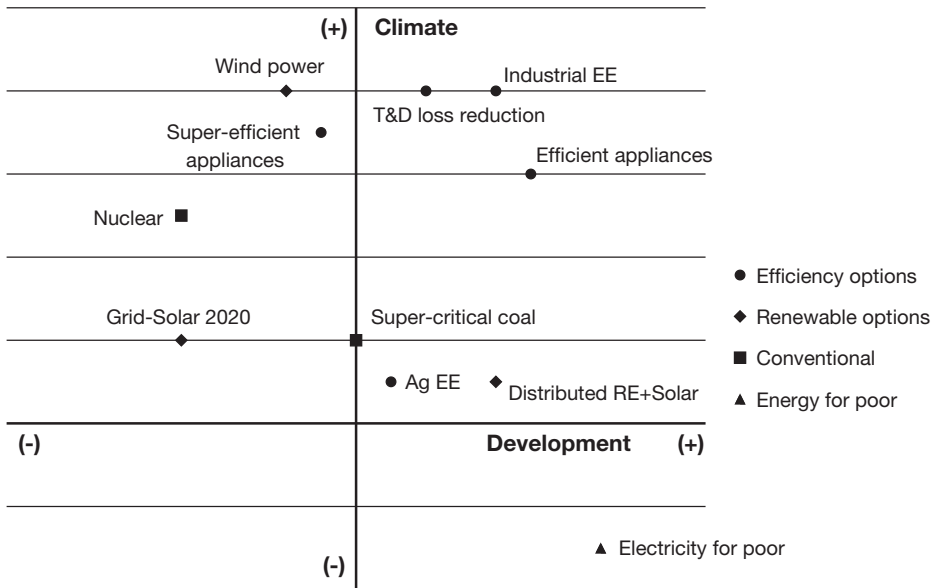 (+) Climate
Wind power
Industrial EE
T&D loss reduction
Super-efficient
appliances
Efficient appliances
Nuclear
Efficiency options
Grid-Solar 2020
Super-critical coal
Renewable options
Conventional
Ag EE
Distributed RE+Solar
Energy for poor
(-)
Development (+)
Electricity for poor
(-)